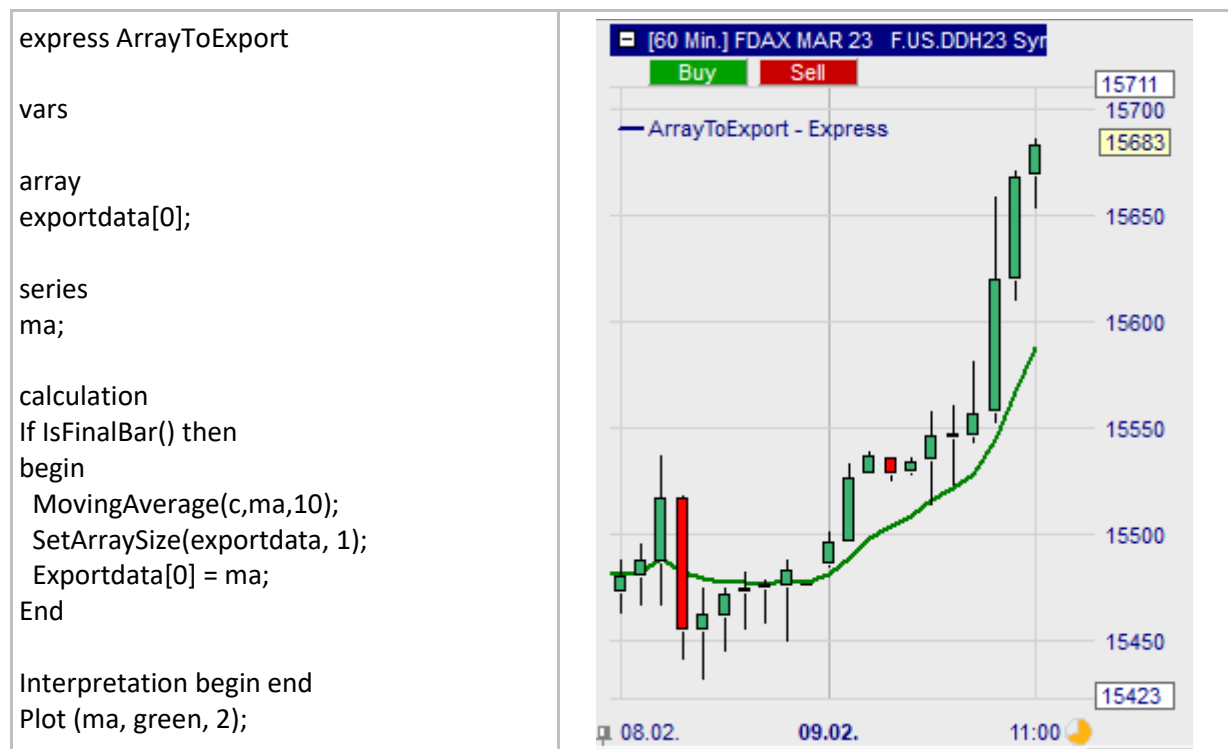 express ArrayToExport
vars
array
exportdata[0];
series
ma;
calculation
If IsFinalBar() then
begin
MovingAverage(c,ma,10);
SetArraySize(exportdata, 1);
Exportdata[0] = ma;
End
Interpretation begin end
Plot (ma, green, 2);
[60 Min.] FDAX MAR 23 F.US.DDH23 Syr
Buy Sell
15711
15700
ArrayToExport - Express
15683
15650
15600
15550
15500
15450
15423
08.02. 09.02. 11:00